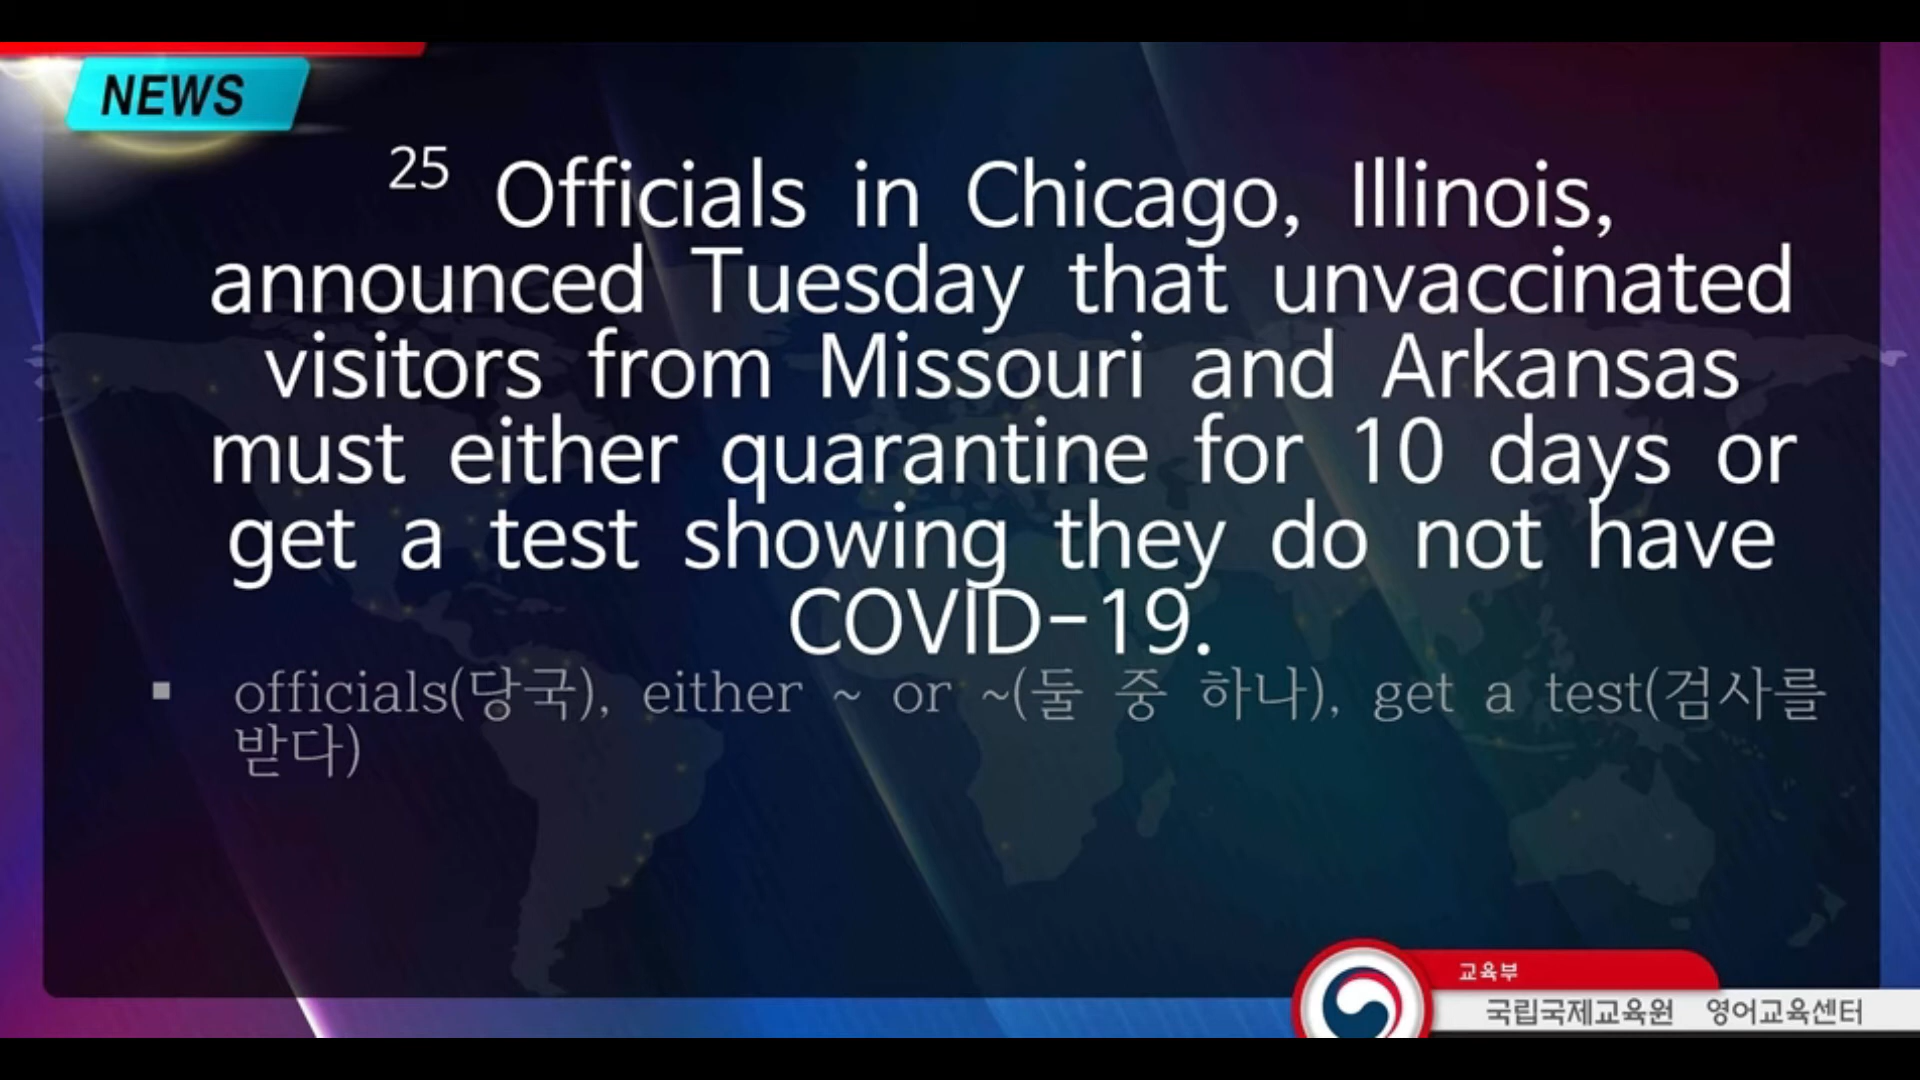 NEWS
25 Officials in Chicago, Illinois,
announced Tuesday that unvaccinated
visitors from Missouri and Arkansas
must either quarantine for 10 days or
get a test showing they do not have
COVID-19.
▪ officials(당국), either ~ or ~(둘 중 하나), get a test(검사를
받다)
교육부
국립국제교육원 영어교육센터